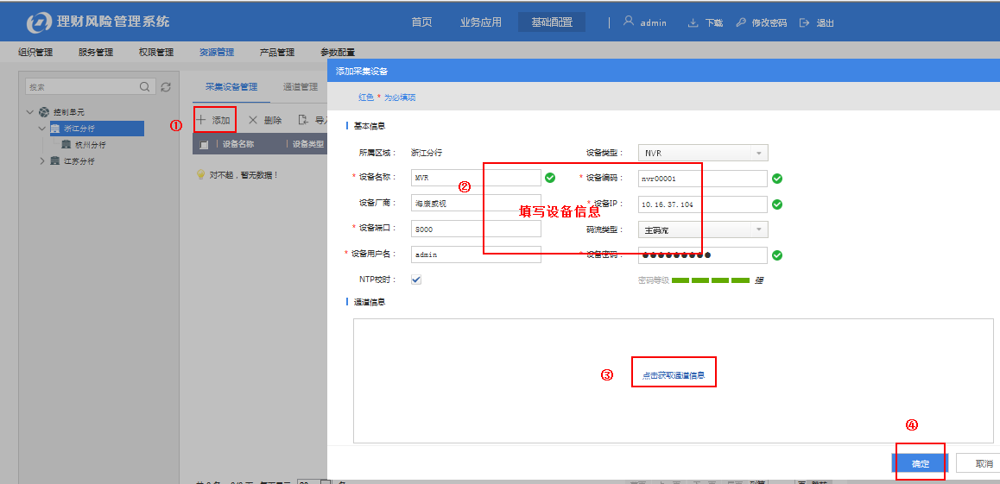 理财风险管理系统
首页 业务应用 基础配置 admin 下载 修改密码 退出
组织管理 服务管理 权限管理 资源管理 产品管理 参数配置
搜索
控制单元
浙江分行
杭州分行
江苏分行
采集设备管理 通道管理
① 添加 删除 导入
设备名称 设备类型
对不起，暂无数据！
添加采集设备
红色 * 为必填项
基本信息
所属区域： 浙江分行 设备类型： NVR
* 设备名称： MVR * 设备编码： nvr00001
②
设备厂商： 海康威视 * 设备IP： 10.16.37.104
填写设备信息
* 设备端口： 8000 码流类型： 主码流
* 设备用户名： admin * 设备密码： ●●●●●●●●●
NTP校时： 密码等级 强
通道信息
③ 点击获取通道信息
④
确定 取消